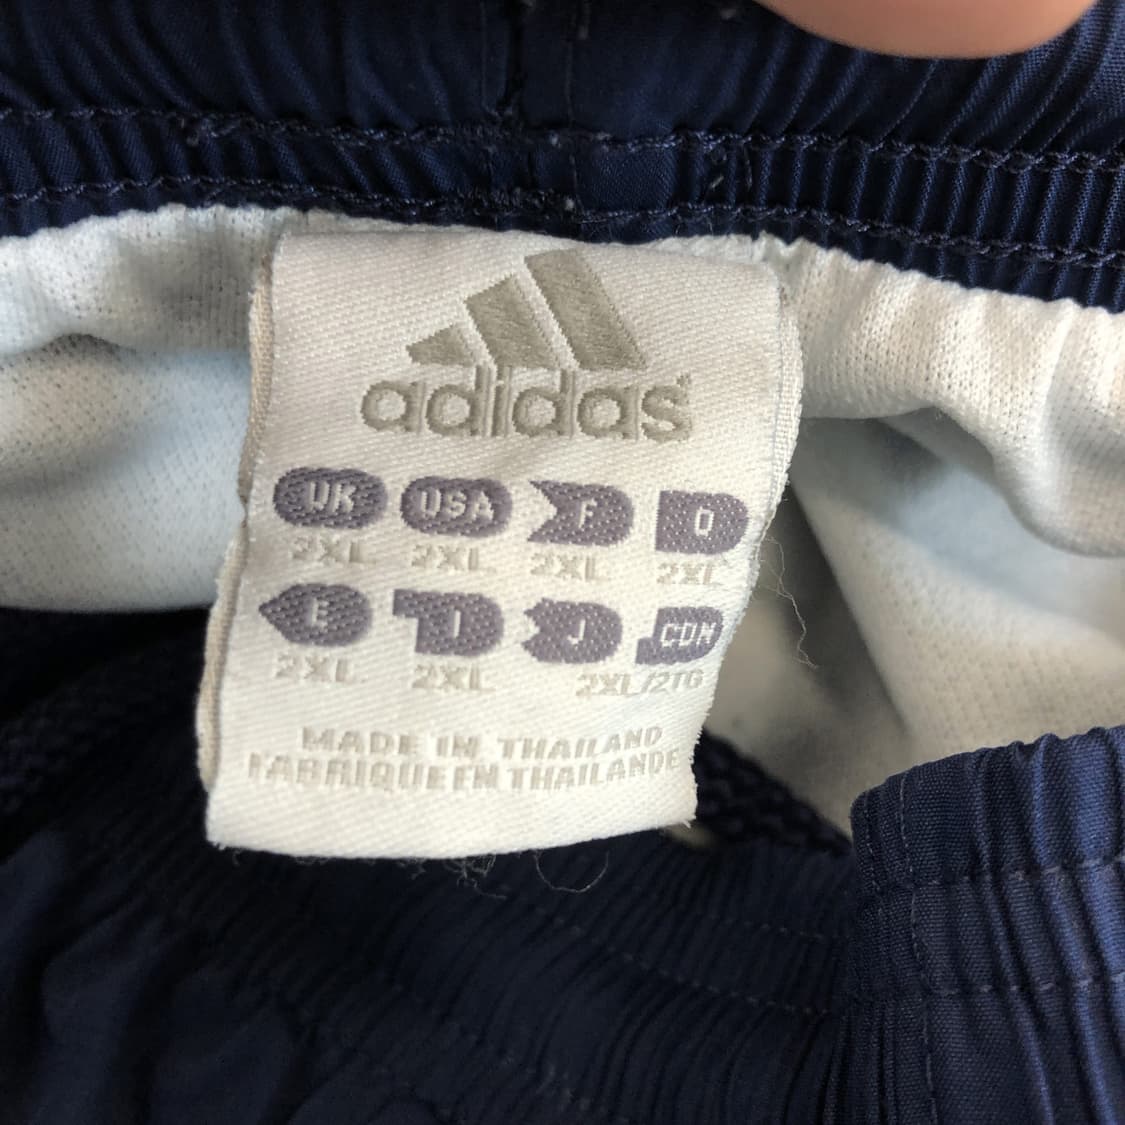 adidas®
UK USA F D
2XL 2XL 2XL 2XL
E I J CDN
2XL 2XL 2XL/2TG
MADE IN THAILAND
FABRIQUE EN THAILANDE